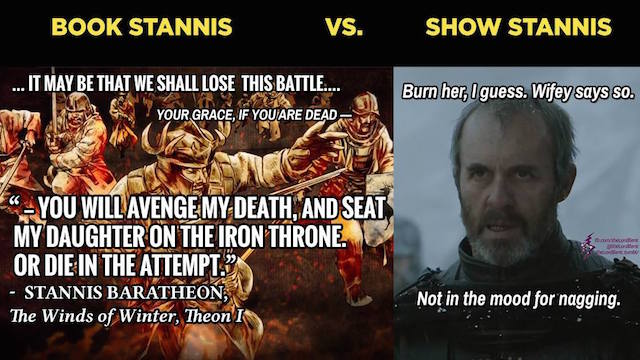 BOOK STANNIS VS. SHOW STANNIS
... IT MAY BE THAT WE SHALL LOSE THIS BATTLE....
YOUR GRACE, IF YOU ARE DEAD —
“ – YOU WILL AVENGE MY DEATH, AND SEAT
MY DAUGHTER ON THE IRON THRONE.
OR DIE IN THE ATTEMPT.”
- STANNIS BARATHEON,
The Winds of Winter, Theon I
Burn her, I guess. Wifey says so.
Not in the mood for nagging.